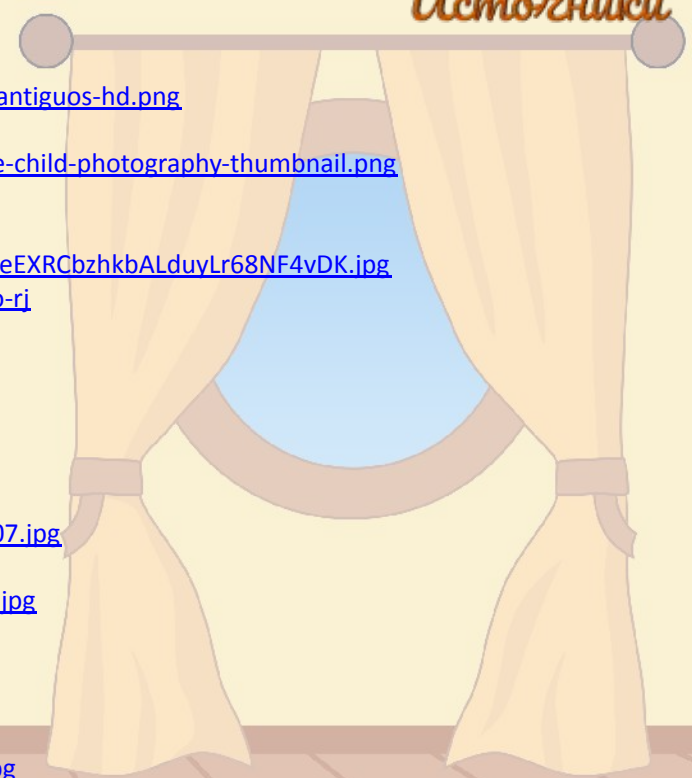 Источники
antiguos-hd.png
e-child-photography-thumbnail.png
eEXRCbzhkbALduyLr68NF4vDK.jpg
o-rj
07.jpg
.jpg